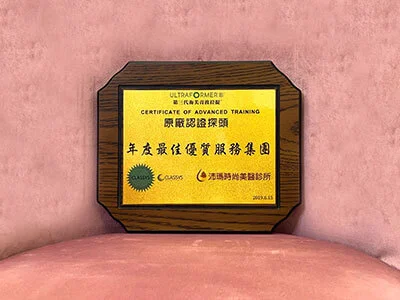 ULTRAFORMER III
第三代海芙音波拉提
CERTIFICATE OF ADVANCED TRAINING
原廠認證探頭
年度最佳優質服務集團
CLASSYS CLASSYS 沛瑪時尚美醫診所
2019.6.15